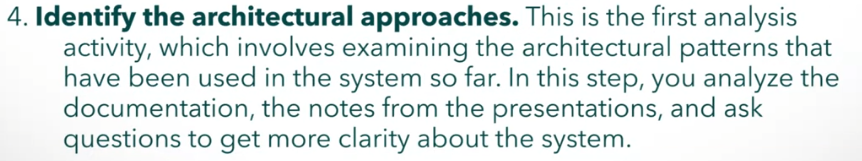 4. Identify the architectural approaches. This is the first analysis
activity, which involves examining the architectural patterns that
have been used in the system so far. In this step, you analyze the
documentation, the notes from the presentations, and ask
questions to get more clarity about the system.